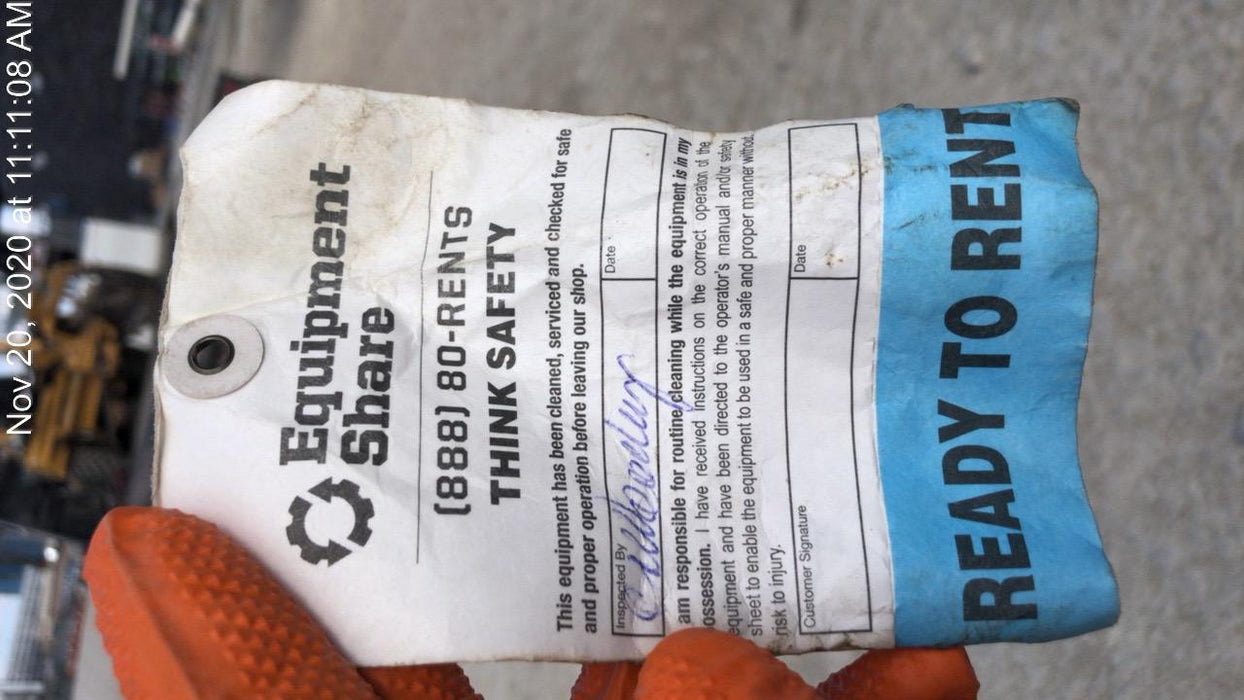 Nov 20, 2020 at 11:11:08 AM
Equipment
Share
(888) 80-RENTS
THINK SAFETY
This equipment has been cleaned, serviced and checked for safe
and proper operation before leaving our shop.
Inspected By
Date
am responsible for routine cleaning while the equipment is in my
ossession. I have received instructions on the correct operation of the
equipment and have been directed to the operator's manual and/or safety
sheet to enable the equipment to be used in a safe and proper manner without
risk to injury.
Customer Signature
Date
READY TO RENT